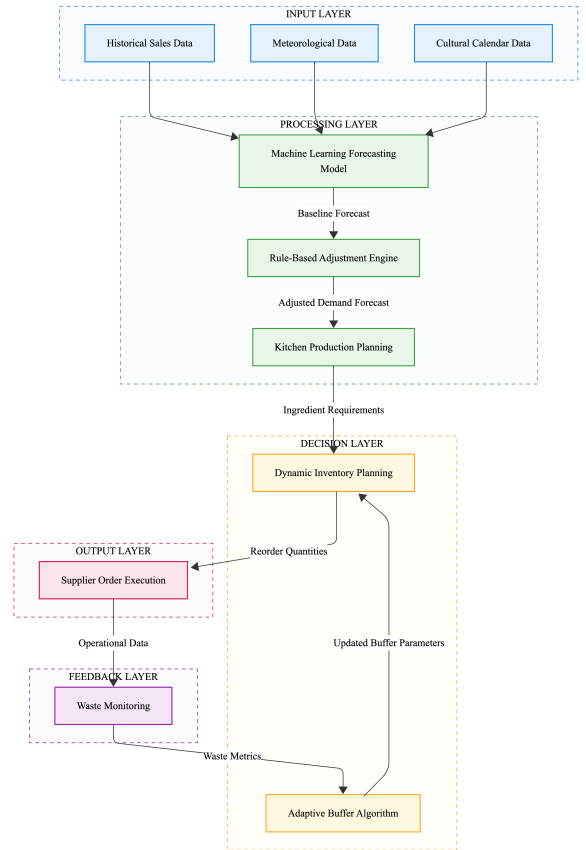 INPUT LAYER
Historical Sales Data
Meteorological Data
Cultural Calendar Data
PROCESSING LAYER
Machine Learning Forecasting
Model
Baseline Forecast
Rule-Based Adjustment Engine
Adjusted Demand Forecast
Kitchen Production Planning
Ingredient Requirements
DECISION LAYER
Dynamic Inventory Planning
Reorder Quantities
OUTPUT LAYER
Supplier Order Execution
Operational Data
Updated Buffer Parameters
FEEDBACK LAYER
Waste Monitoring
Waste Metrics
Adaptive Buffer Algorithm